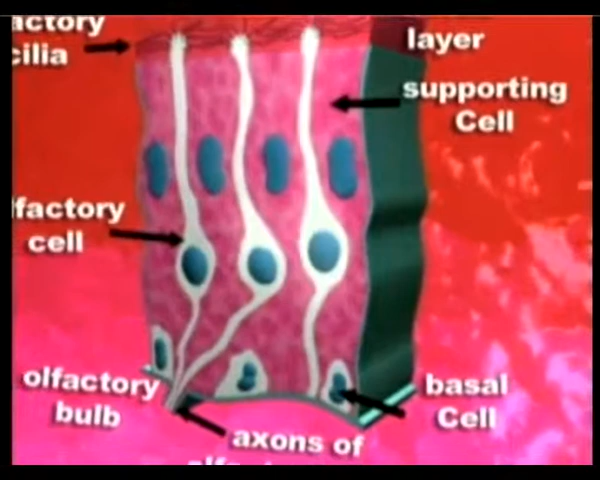 cilia
layer
supporting
Cell
cell
olfactory
bulb
basal
Cell
axons of